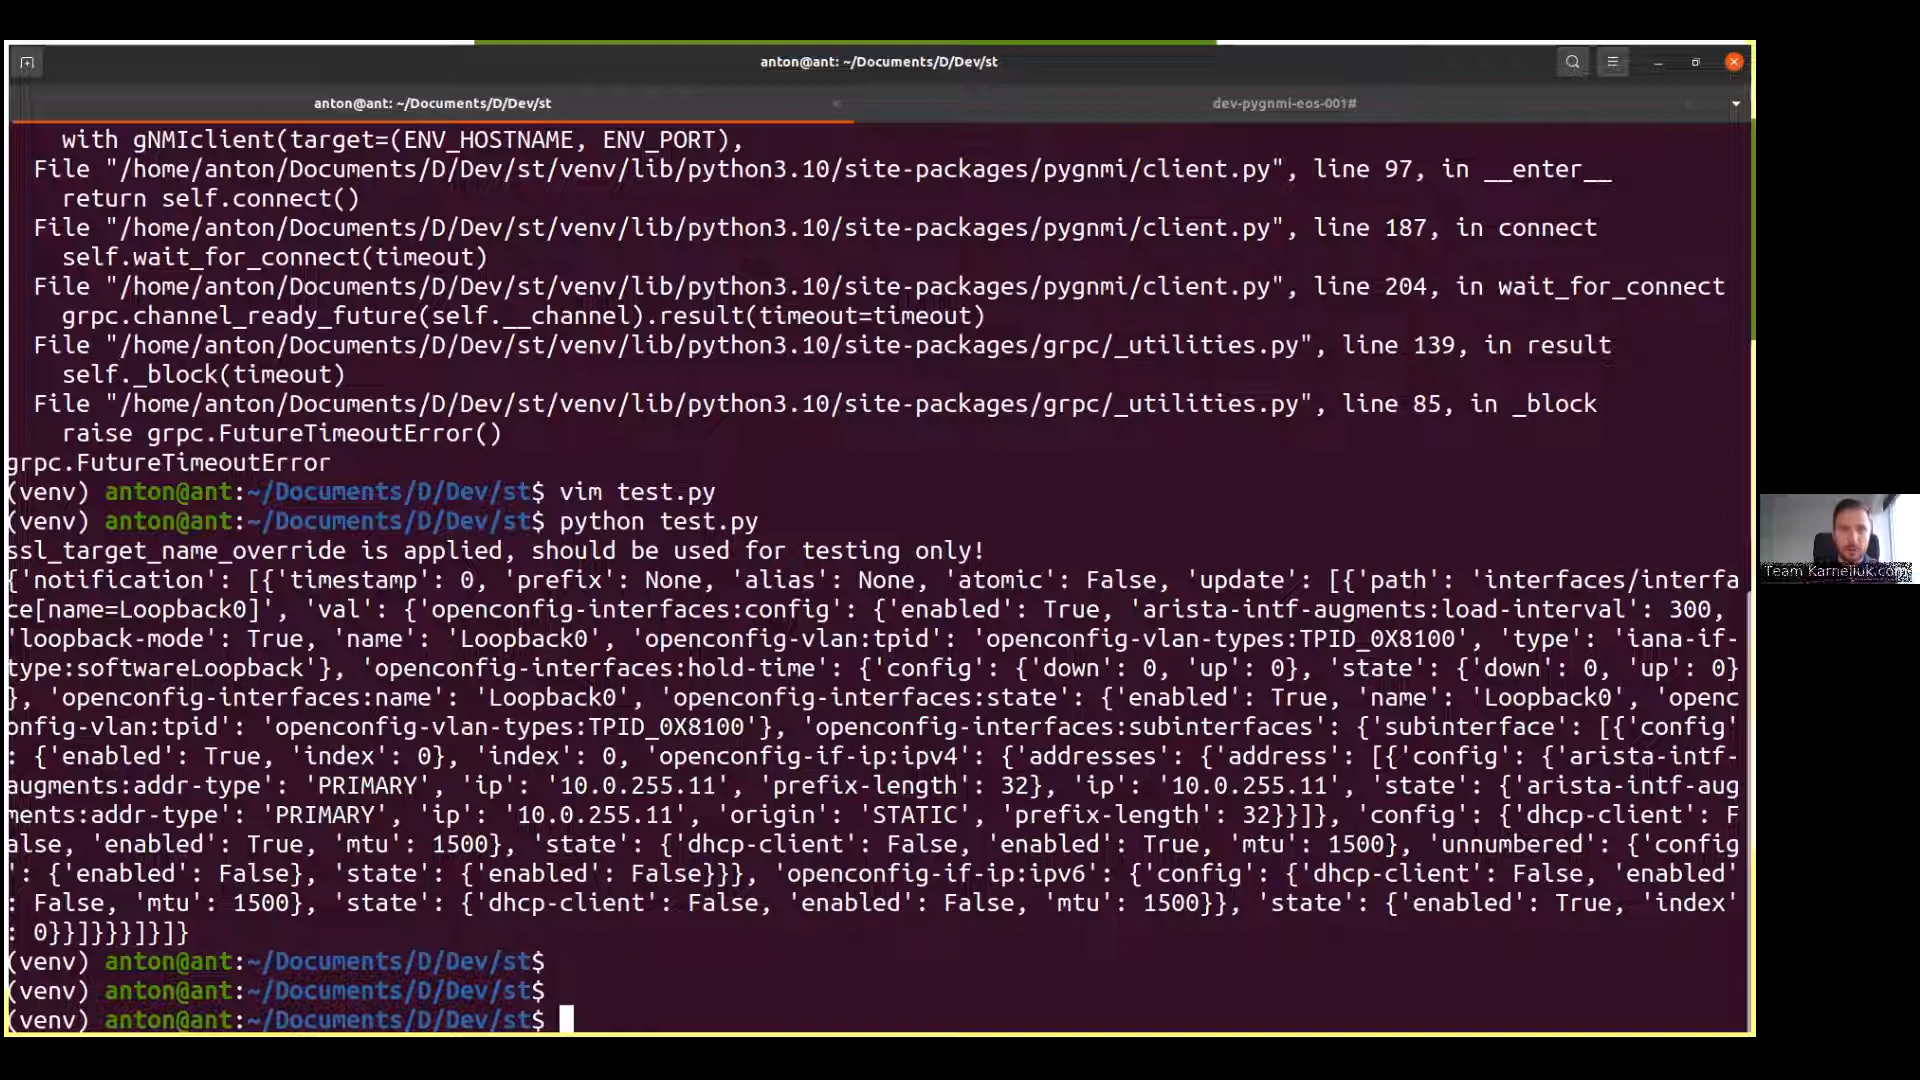 anton@ant: ~/Documents/D/Dev/st
anton@ant: ~/Documents/D/Dev/st
dev-pygnmi-eos-001#
with gNMIclient(target=(ENV_HOSTNAME, ENV_PORT),
File "/home/anton/Documents/D/Dev/st/venv/lib/python3.10/site-packages/pygnmi/client.py", line 97, in __enter__
return self.connect()
File "/home/anton/Documents/D/Dev/st/venv/lib/python3.10/site-packages/pygnmi/client.py", line 187, in connect
self.wait_for_connect(timeout)
File "/home/anton/Documents/D/Dev/st/venv/lib/python3.10/site-packages/pygnmi/client.py", line 204, in wait_for_connect
grpc.channel_ready_future(self.__channel).result(timeout=timeout)
File "/home/anton/Documents/D/Dev/st/venv/lib/python3.10/site-packages/grpc/_utilities.py", line 139, in result
self._block(timeout)
File "/home/anton/Documents/D/Dev/st/venv/lib/python3.10/site-packages/grpc/_utilities.py", line 85, in _block
raise grpc.FutureTimeoutError()
grpc.FutureTimeoutError
(venv) anton@ant:~/Documents/D/Dev/st$ vim test.py
(venv) anton@ant:~/Documents/D/Dev/st$ python test.py
ssl_target_name_override is applied, should be used for testing only!
{'notification': [{'timestamp': 0, 'prefix': None, 'alias': None, 'atomic': False, 'update': [{'path': 'interfaces/interfa
ce[name=Loopback0]', 'val': {'openconfig-interfaces:config': {'enabled': True, 'arista-intf-augments:load-interval': 300,
'loopback-mode': True, 'name': 'Loopback0', 'openconfig-vlan:tpid': 'openconfig-vlan-types:TPID_0X8100', 'type': 'iana-if-
type:softwareLoopback'}, 'openconfig-interfaces:hold-time': {'config': {'down': 0, 'up': 0}, 'state': {'down': 0, 'up': 0}
}, 'openconfig-interfaces:name': 'Loopback0', 'openconfig-interfaces:state': {'enabled': True, 'name': 'Loopback0', 'openc
onfig-vlan:tpid': 'openconfig-vlan-types:TPID_0X8100'}, 'openconfig-interfaces:subinterfaces': {'subinterface': [{'config'
: {'enabled': True, 'index': 0}, 'index': 0, 'openconfig-if-ip:ipv4': {'addresses': {'address': [{'config': {'arista-intf-
augments:addr-type': 'PRIMARY', 'ip': '10.0.255.11', 'prefix-length': 32}, 'ip': '10.0.255.11', 'state': {'arista-intf-aug
ments:addr-type': 'PRIMARY', 'ip': '10.0.255.11', 'origin': 'STATIC', 'prefix-length': 32}}]}, 'config': {'dhcp-client': F
alse, 'enabled': True, 'mtu': 1500}, 'state': {'dhcp-client': False, 'enabled': True, 'mtu': 1500}, 'unnumbered': {'config
': {'enabled': False}, 'state': {'enabled': False}}}, 'openconfig-if-ip:ipv6': {'config': {'dhcp-client': False, 'enabled'
: False, 'mtu': 1500}, 'state': {'dhcp-client': False, 'enabled': False, 'mtu': 1500}}, 'state': {'enabled': True, 'index'
: 0}}]}}}]}]}
(venv) anton@ant:~/Documents/D/Dev/st$
(venv) anton@ant:~/Documents/D/Dev/st$
(venv) anton@ant:~/Documents/D/Dev/st$
Team Karneliuk.com